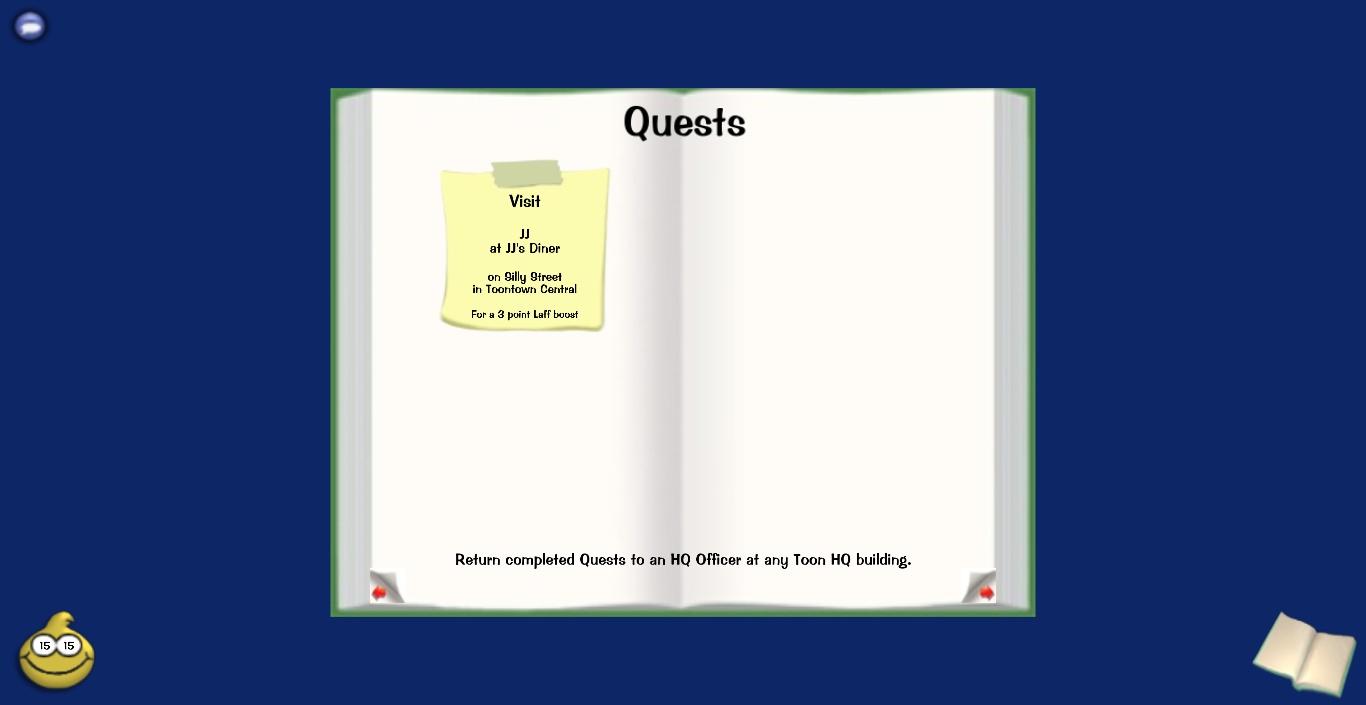 Quests
Visit
JJ
at JJ's Diner
on Silly Street
in Toontown Central
For a 3 point Laff boost
Return completed Quests to an HQ Officer at any Toon HQ building.
15 15